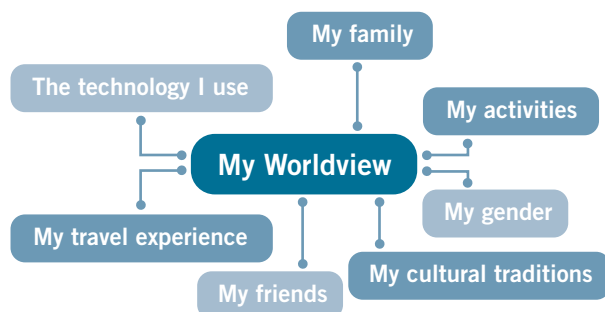 My family
The technology I use
My activities
My Worldview
My gender
My travel experience
My cultural traditions
My friends